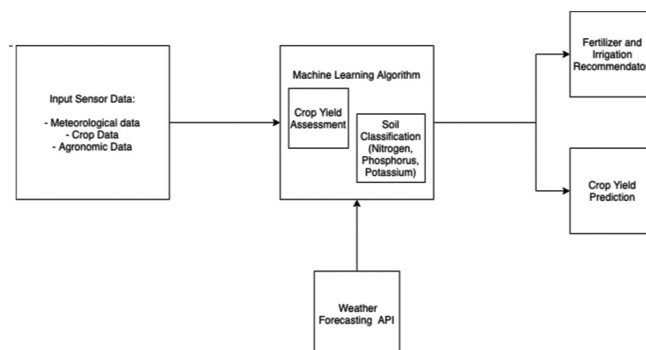 Input Sensor Data:
- Meteorological data
- Crop Data
- Agronomic Data
Machine Learning Algorithm
Crop Yield
Assessment
Soil
Classification
(Nitrogen,
Phosphorus,
Potassium)
Weather
Forecasting API
Fertilizer and
Irrigation
Recommendator
Crop Yield
Prediction